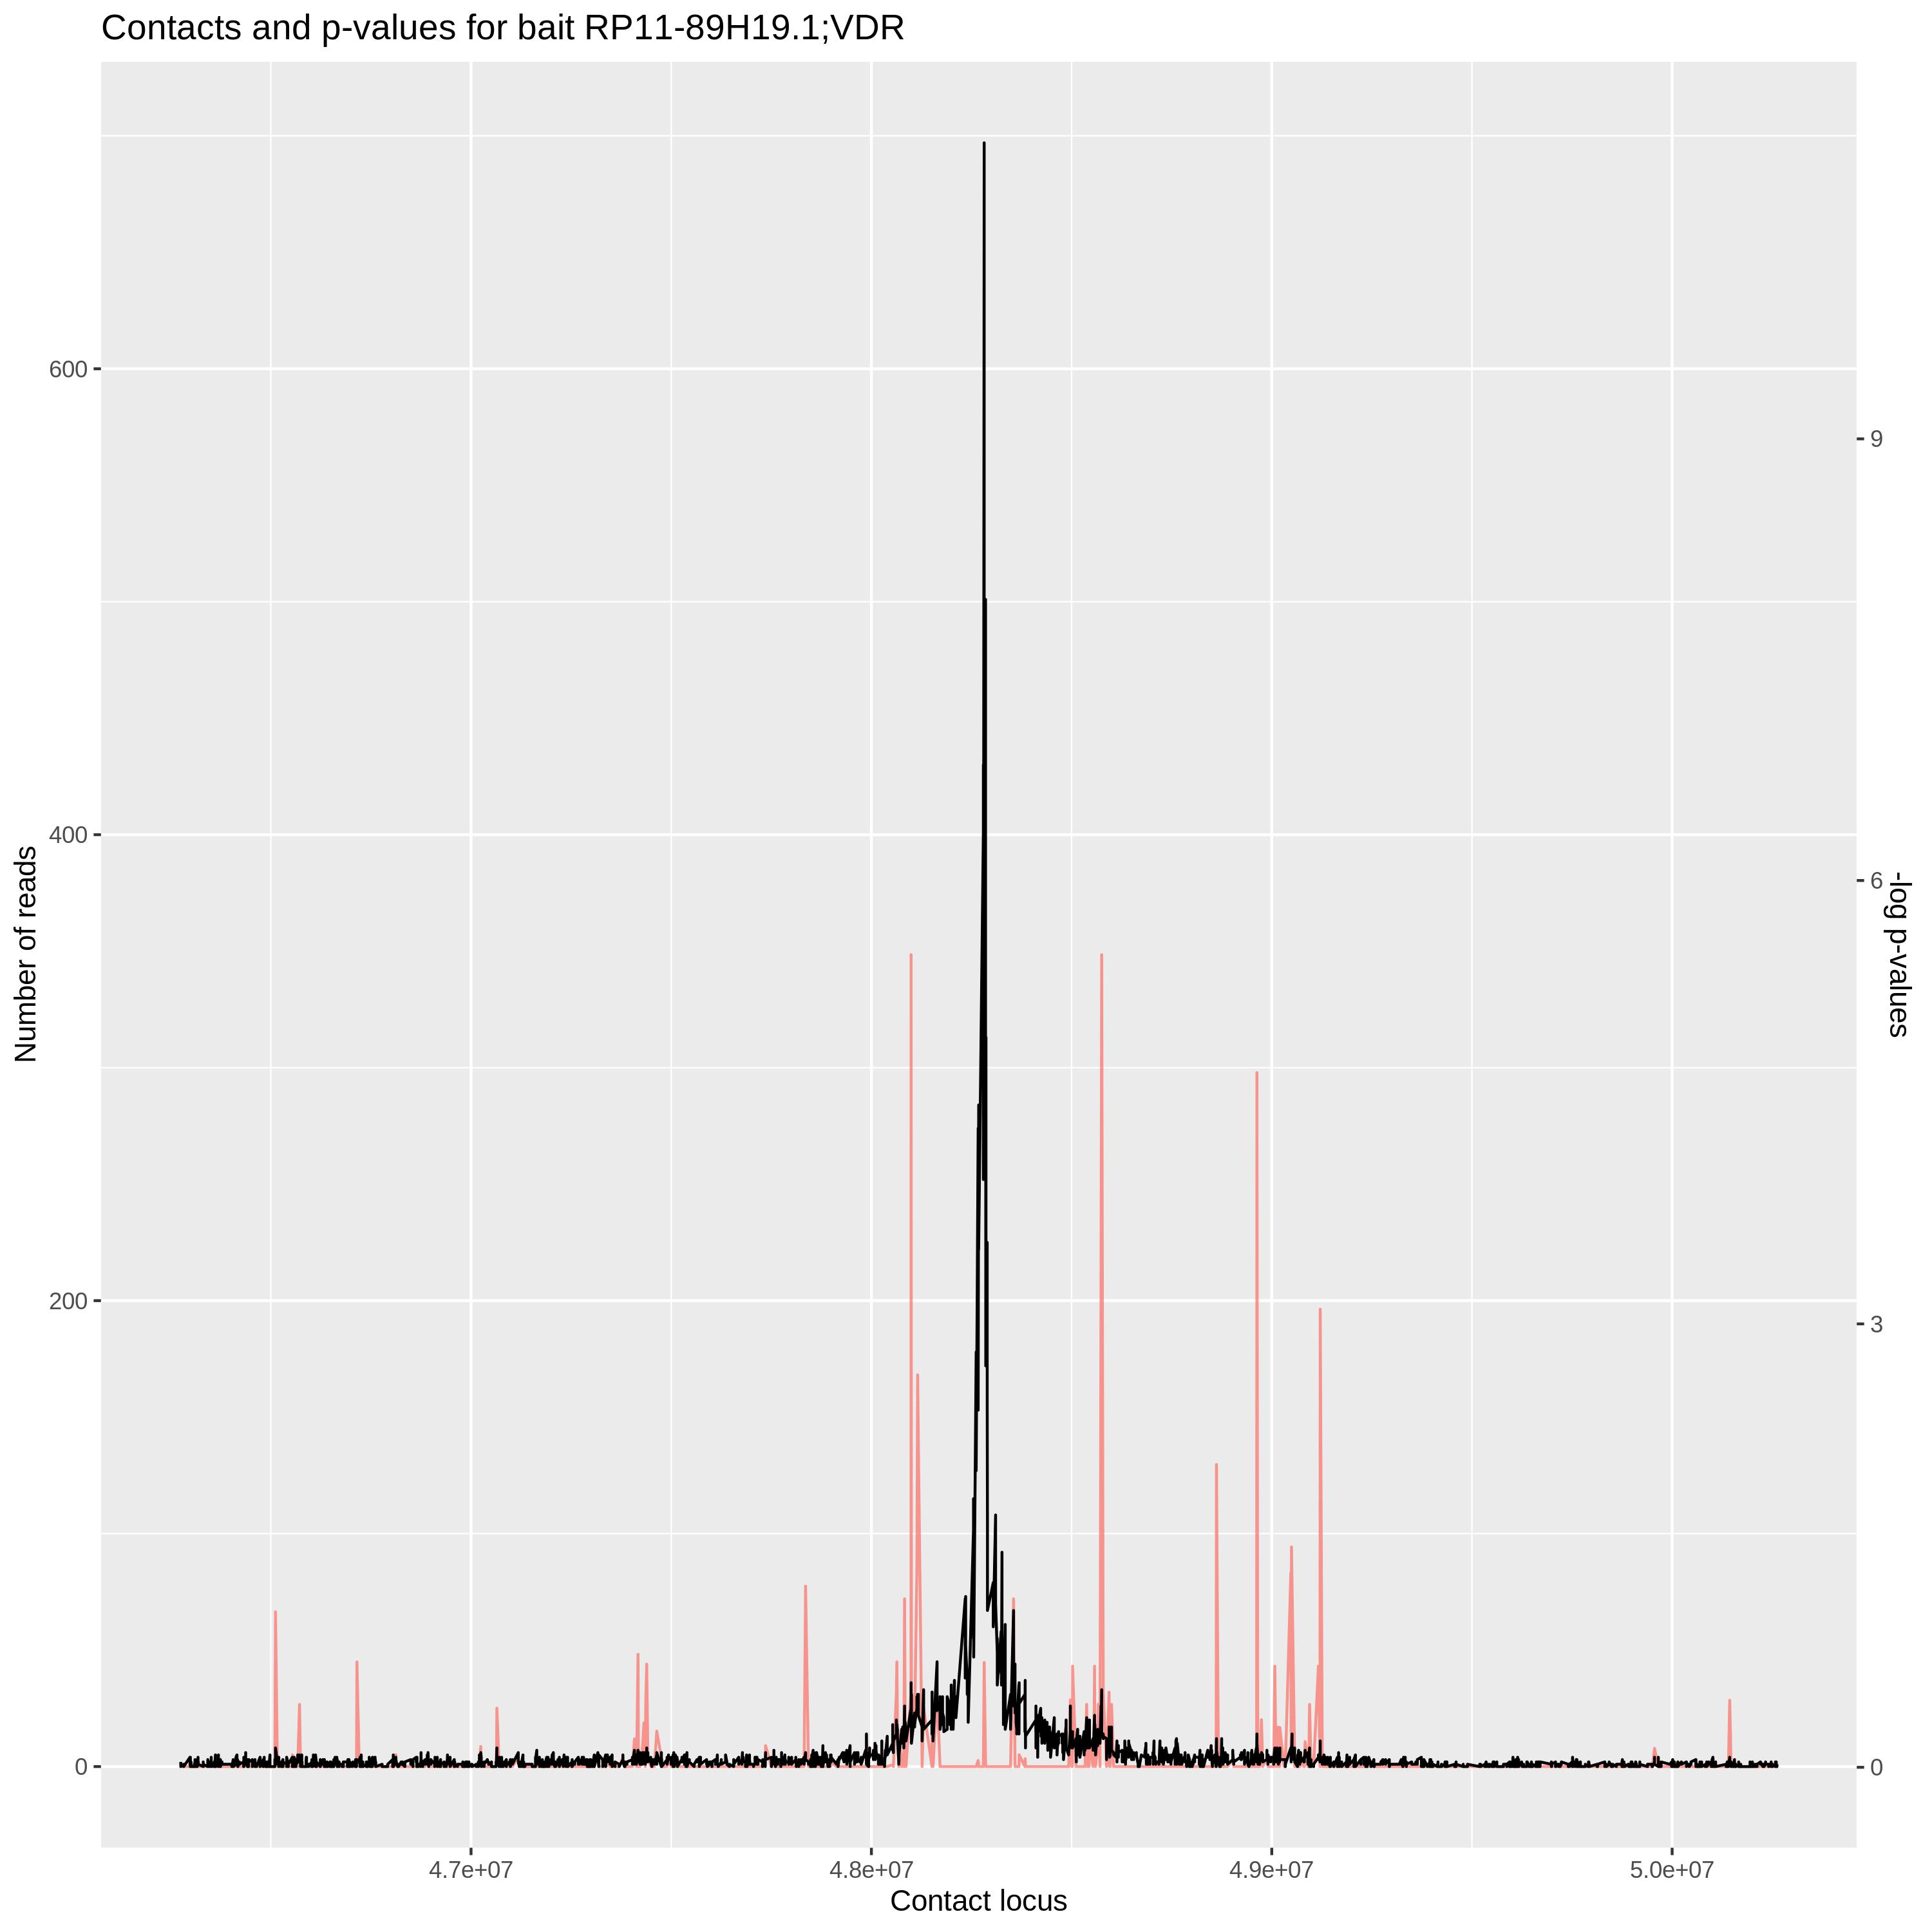 Contacts and p-values for bait RP11-89H19.1;VDR
600
400
200
0
Number of reads
9
6
3
0
-log p-values
4.7e+07
4.8e+07
4.9e+07
5.0e+07
Contact locus